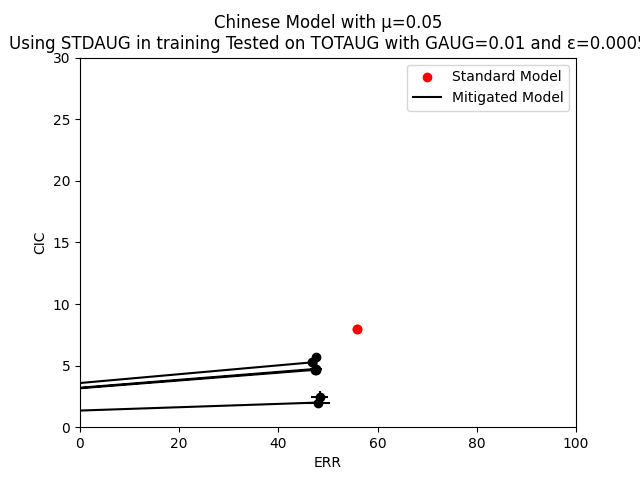 Chinese Model with μ=0.05
Using STDAUG in training Tested on TOTAUG with GAUG=0.01 and ε=0.0005
Standard Model
Mitigated Model
30
25
20
15
10
5
0
CIC
0 20 40 60 80 100
ERR